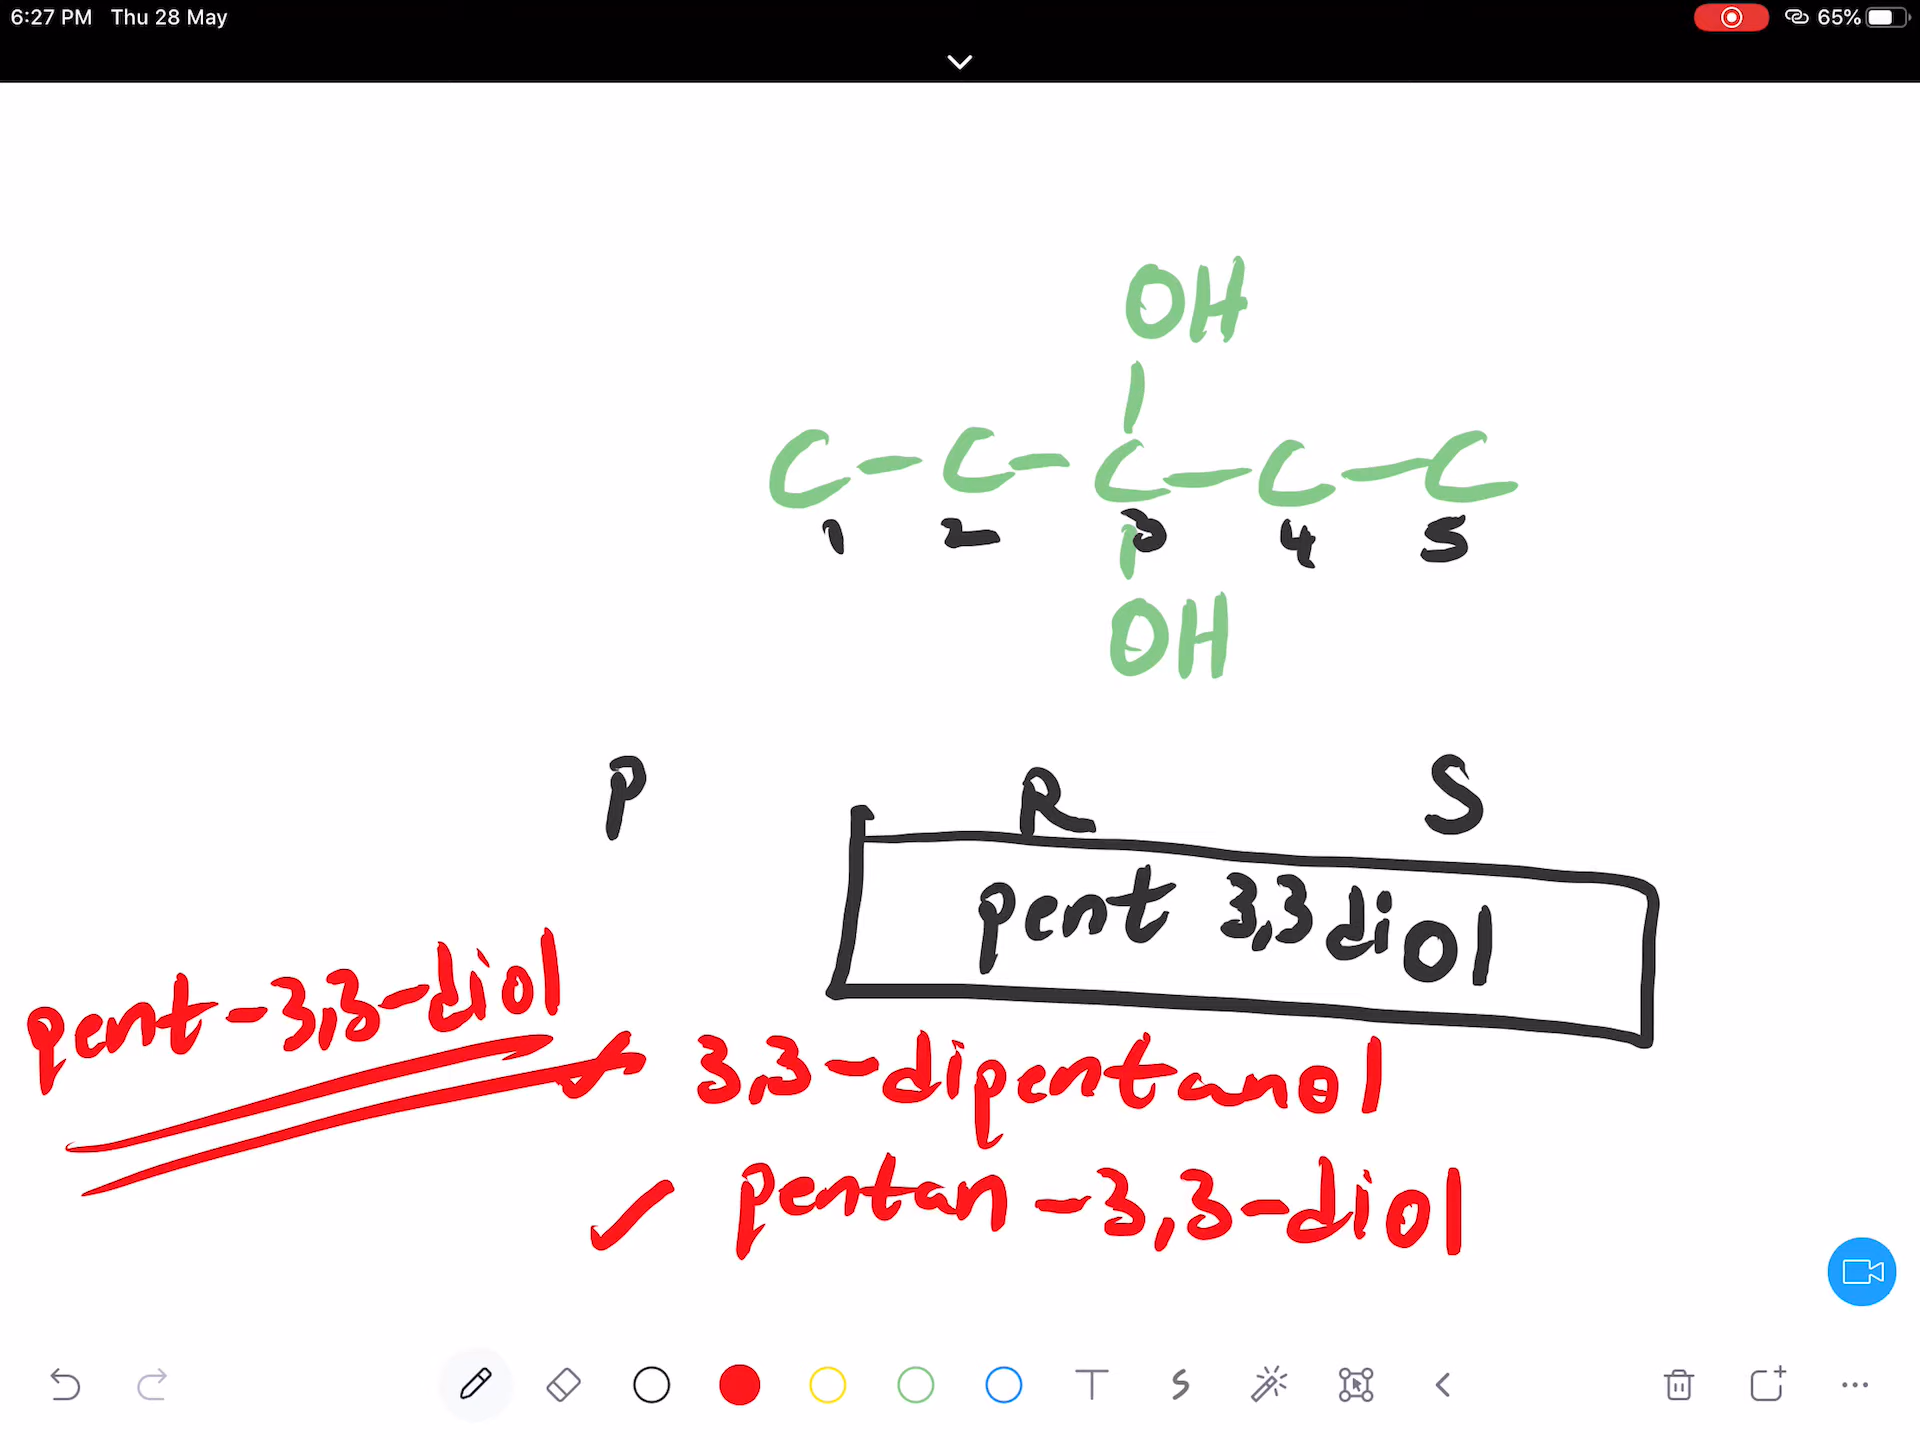 6:27 PM Thu 28 May
65%
OH
C-C-C-C-C
1 2 3 4 5
OH
P R S
pent 3,3 diol
pent-3,3-diol
3,3-dipentanol
pentan-3,3-diol
T